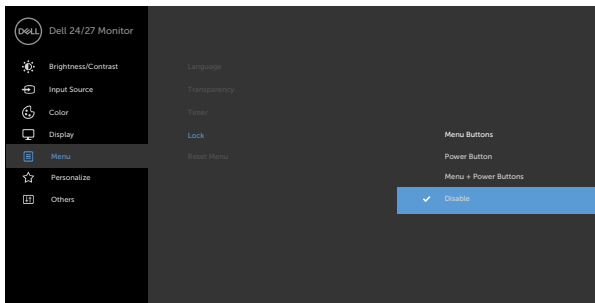 DELL Dell 24/27 Monitor
Brightness/Contrast
Input Source
Color
Display
Menu
Personalize
Others
Language
Transparency
Timer
Lock
Reset Menu
Menu Buttons
Power Button
Menu + Power Buttons
Disable